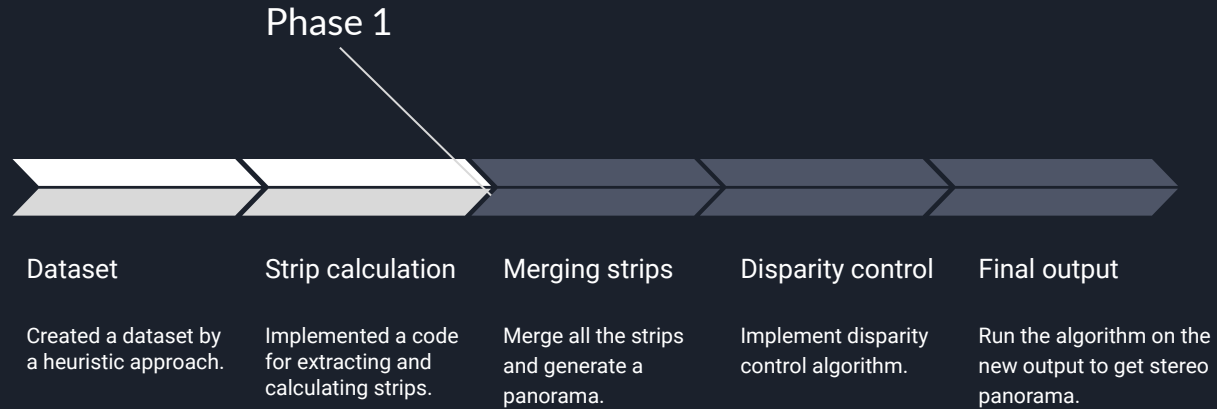 Phase 1
Dataset
Created a dataset by
a heuristic approach.
Strip calculation
Implemented a code
for extracting and
calculating strips.
Merging strips
Merge all the strips
and generate a
panorama.
Disparity control
Implement disparity
control algorithm.
Final output
Run the algorithm on the
new output to get stereo
panorama.